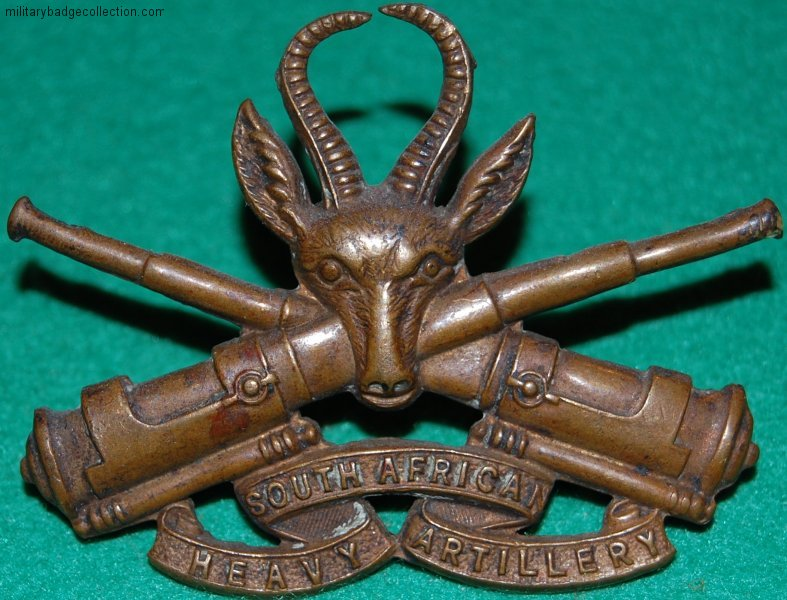 militarybadgecollection.com
SOUTH AFRICAN
HEAVY ARTILLERY